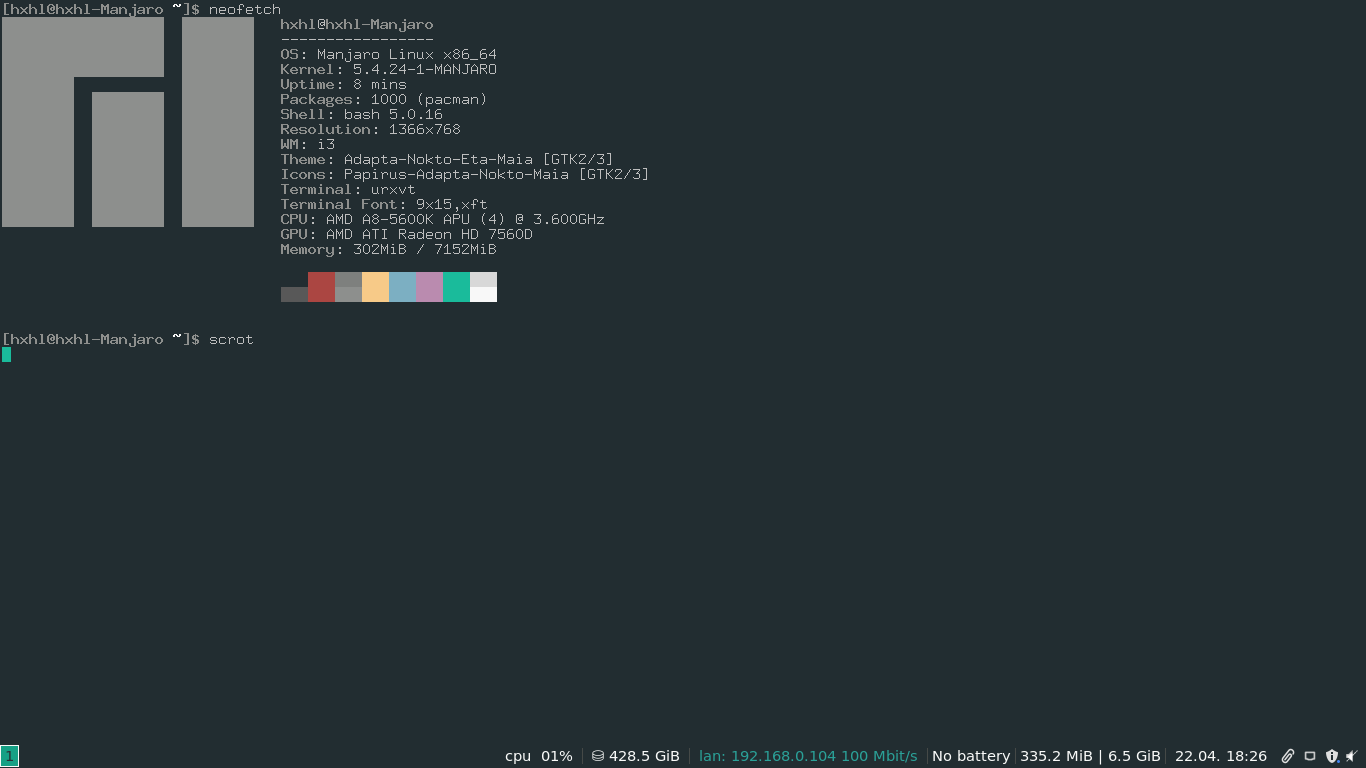 [hxhl@hxhl-Manjaro ~]$ neofetch
hxhl@hxhl-Manjaro
-----------------
OS: Manjaro Linux x86_64
Kernel: 5.4.24-1-MANJARO
Uptime: 8 mins
Packages: 1000 (pacman)
Shell: bash 5.0.16
Resolution: 1366x768
WM: i3
Theme: Adapta-Nokto-Eta-Maia [GTK2/3]
Icons: Papirus-Adapta-Nokto-Maia [GTK2/3]
Terminal: urxvt
Terminal Font: 9x15,xft
CPU: AMD A8-5600K APU (4) @ 3.600GHz
GPU: AMD ATI Radeon HD 7560D
Memory: 302MiB / 7152MiB
[hxhl@hxhl-Manjaro ~]$ scrot
1 cpu 01% 428.5 GiB lan: 192.168.0.104 100 Mbit/s No battery 335.2 MiB | 6.5 GiB 22.04. 18:26